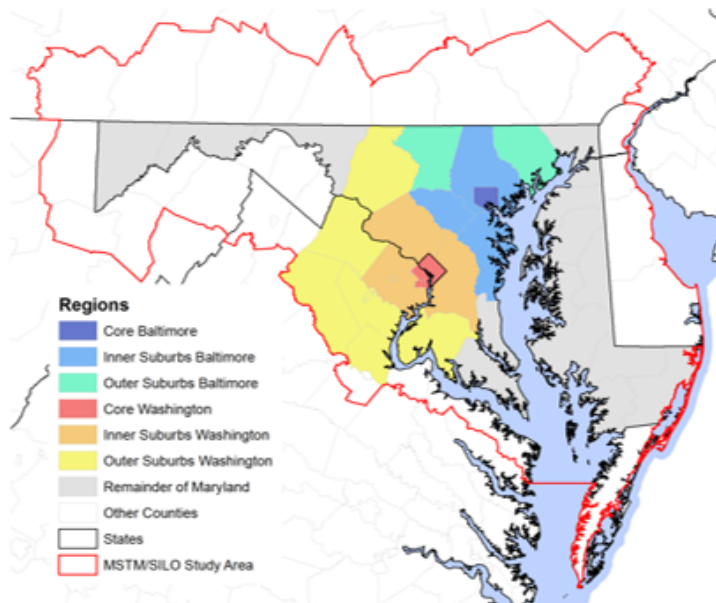 Regions
Core Baltimore
Inner Suburbs Baltimore
Outer Suburbs Baltimore
Core Washington
Inner Suburbs Washington
Outer Suburbs Washington
Remainder of Maryland
Other Counties
States
MSTM/SILO Study Area